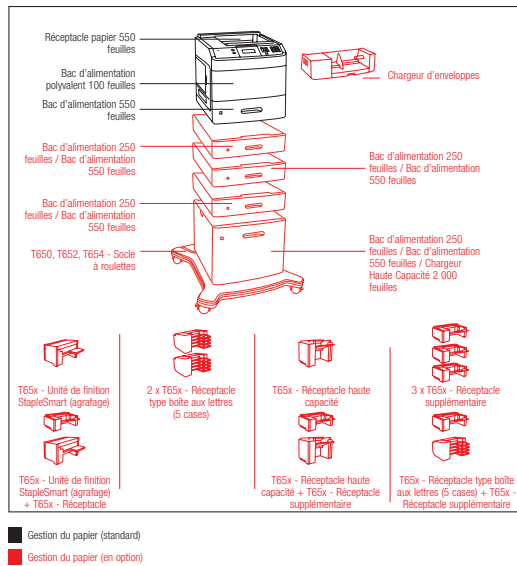 Réceptacle papier 550
feuilles
Bac d'alimentation
polyvalent 100 feuilles
Bac d'alimentation 550
feuilles
Chargeur d'enveloppes
Bac d'alimentation 250
feuilles / Bac d'alimentation
550 feuilles
Bac d'alimentation 250
feuilles / Bac d'alimentation
550 feuilles
Bac d'alimentation 250
feuilles / Bac d'alimentation
550 feuilles
T650, T652, T654 - Socle
à roulettes
Bac d'alimentation 250
feuilles / Bac d'alimentation
550 feuilles / Chargeur
Haute Capacité 2 000
feuilles
T65x - Unité de finition
StapleSmart (agrafage)
2 x T65x - Réceptacle
type boîte aux lettres
(5 cases)
T65x - Réceptacle haute
capacité
3 x T65x - Réceptacle
supplémentaire
T65x - Unité de finition
StapleSmart (agrafage)
+ T65x - Réceptacle
T65x - Réceptacle haute
capacité + T65x - Réceptacle
supplémentaire
T65x - Réceptacle type boîte
aux lettres (5 cases) + T65x -
Réceptacle supplémentaire
Gestion du papier (standard)
Gestion du papier (en option)